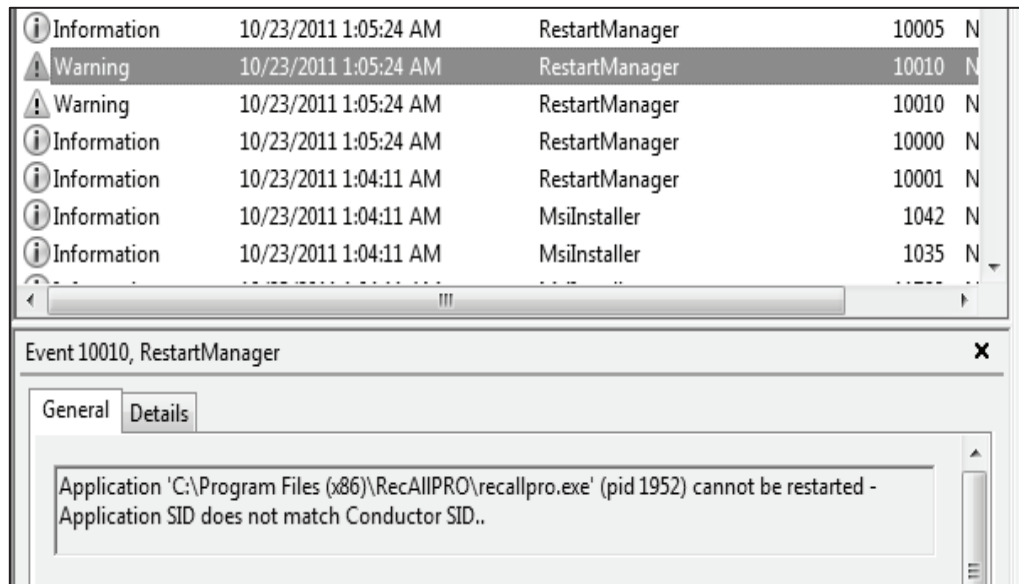 Information 10/23/2011 1:05:24 AM RestartManager 10005 N
Warning 10/23/2011 1:05:24 AM RestartManager 10010 N
Warning 10/23/2011 1:05:24 AM RestartManager 10010 N
Information 10/23/2011 1:05:24 AM RestartManager 10000 N
Information 10/23/2011 1:04:11 AM RestartManager 10001 N
Information 10/23/2011 1:04:11 AM MsiInstaller 1042 N
Information 10/23/2011 1:04:11 AM MsiInstaller 1035 N
Event 10010, RestartManager
General Details
Application 'C:\Program Files (x86)\RecAllPRO\recallpro.exe' (pid 1952) cannot be restarted -
Application SID does not match Conductor SID..